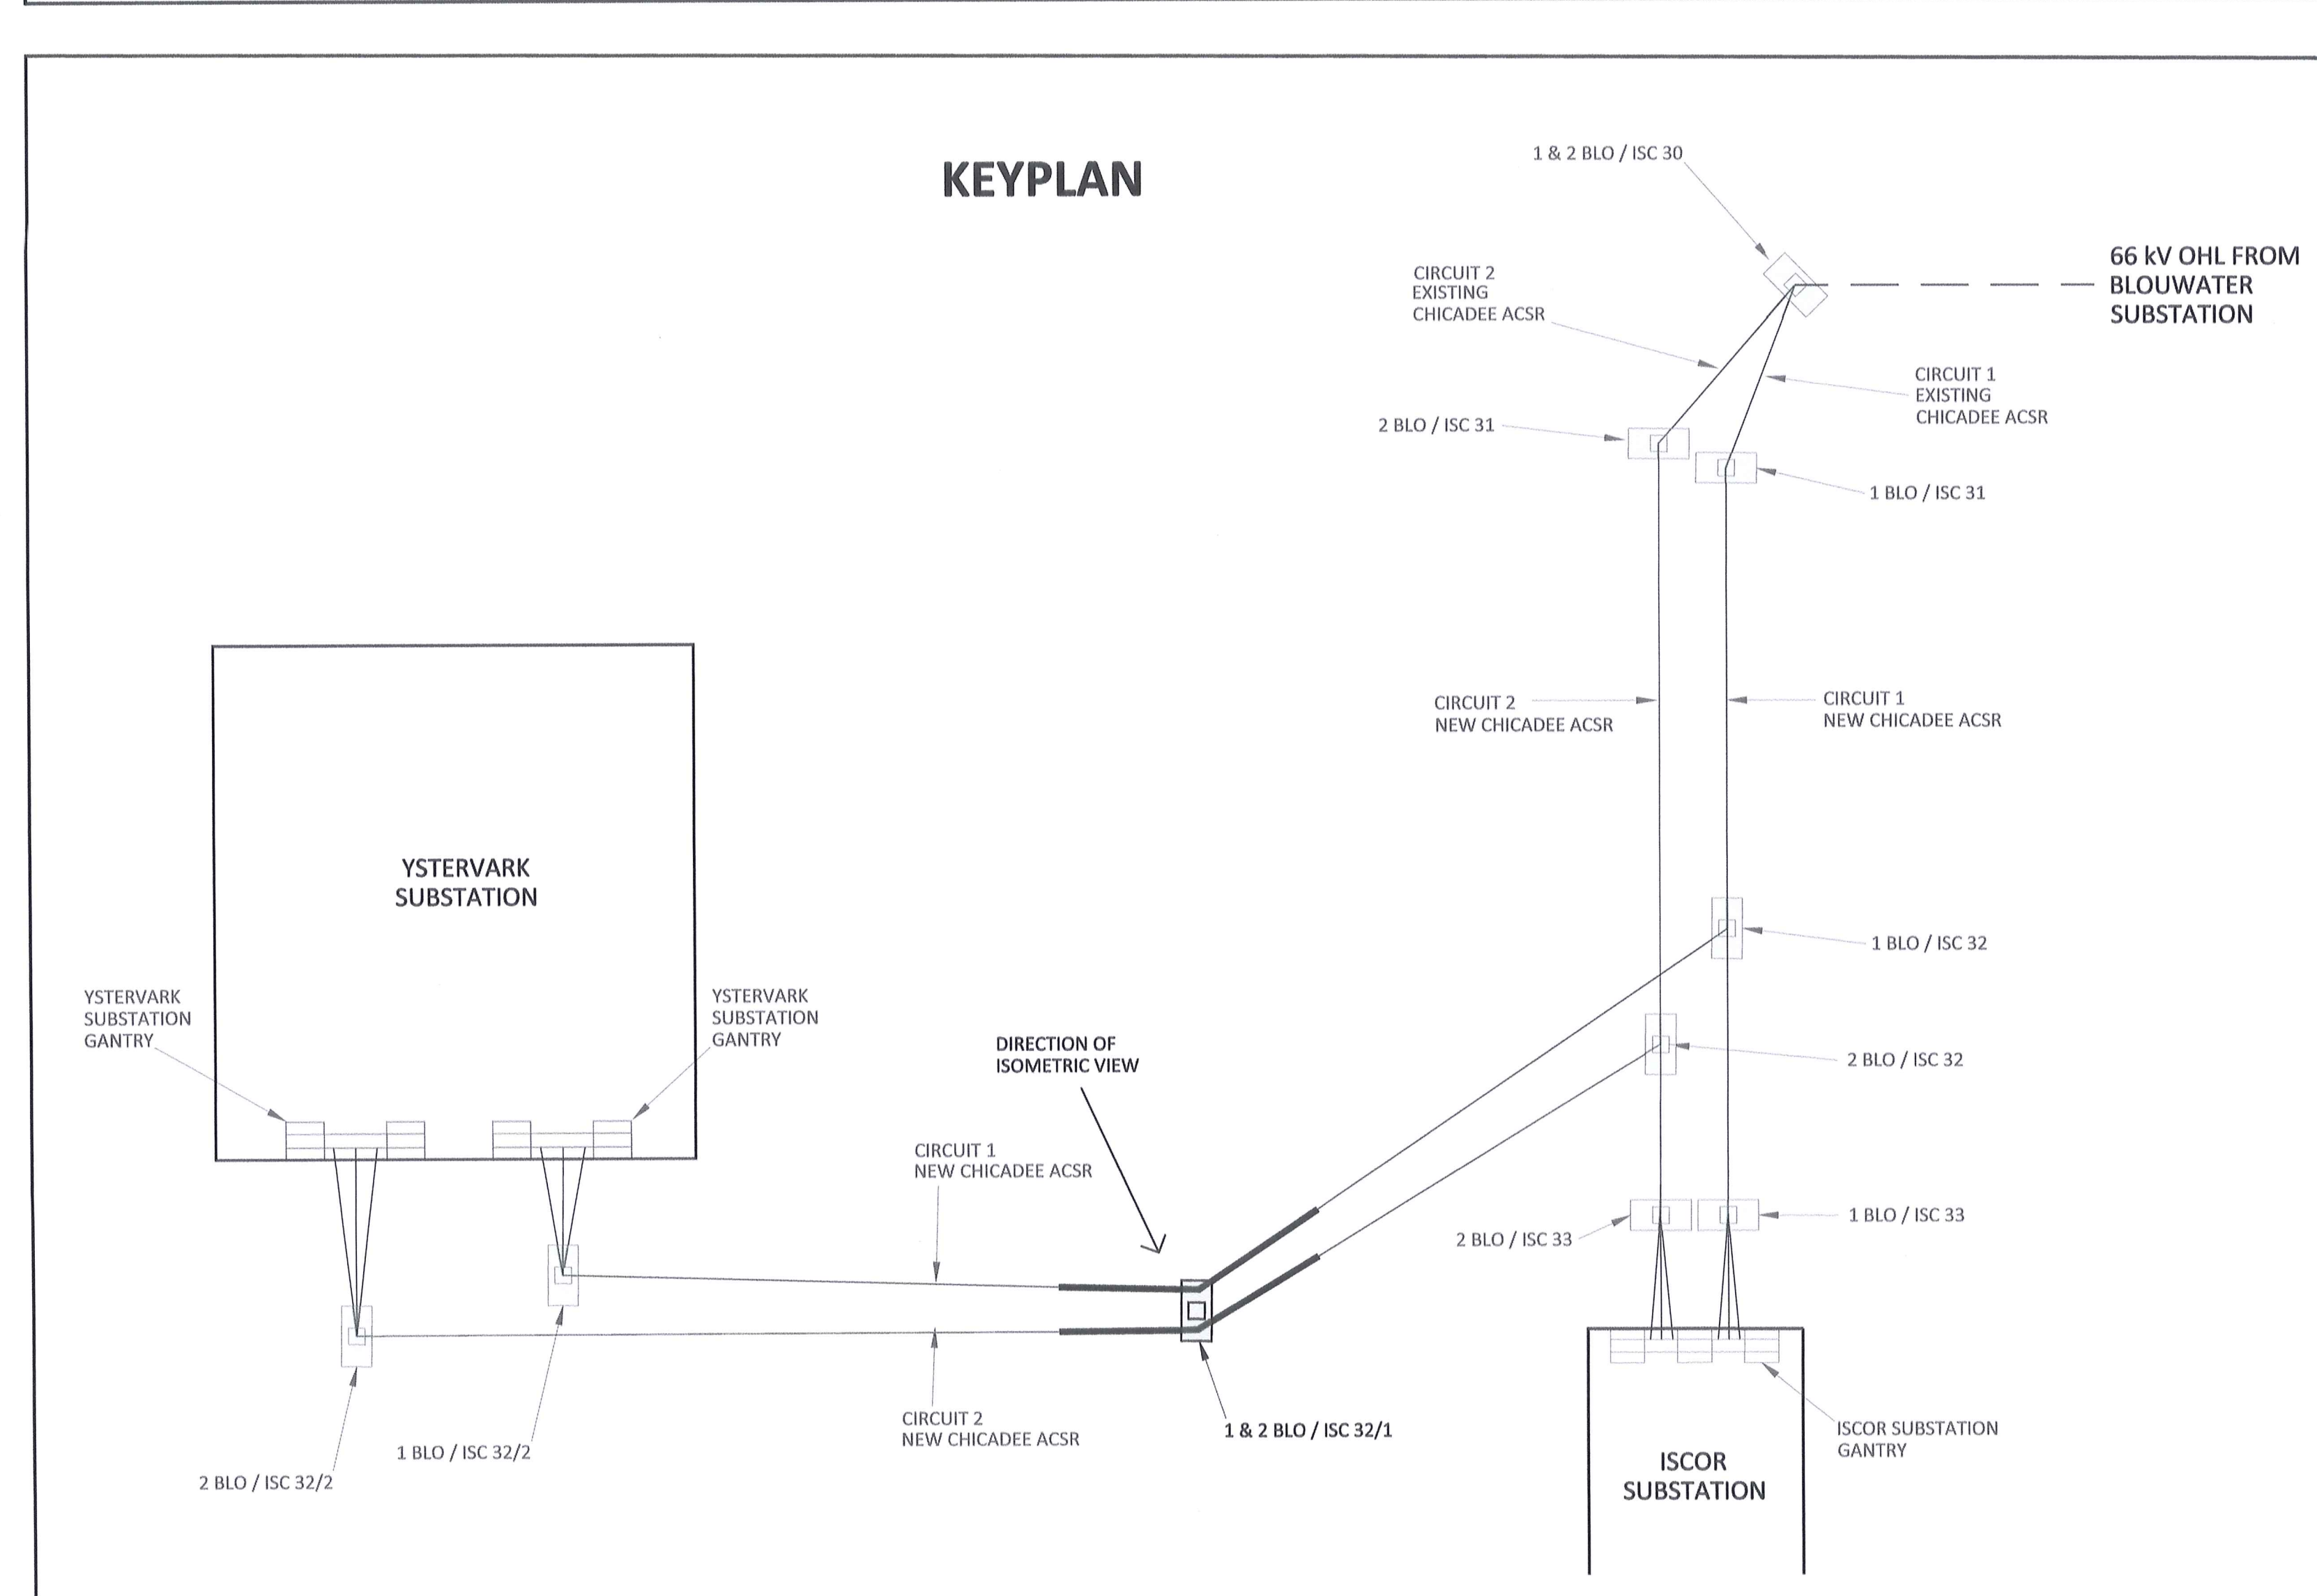 KEYPLAN
1 & 2 BLO / ISC 30
66 kV OHL FROM
BLOUWATER
SUBSTATION
CIRCUIT 2
EXISTING
CHICADEE ACSR
CIRCUIT 1
EXISTING
CHICADEE ACSR
2 BLO / ISC 31
1 BLO / ISC 31
CIRCUIT 2
NEW CHICADEE ACSR
CIRCUIT 1
NEW CHICADEE ACSR
YSTERVARK
SUBSTATION
1 BLO / ISC 32
YSTERVARK
SUBSTATION
GANTRY
YSTERVARK
SUBSTATION
GANTRY
DIRECTION OF
ISOMETRIC VIEW
2 BLO / ISC 32
CIRCUIT 1
NEW CHICADEE ACSR
2 BLO / ISC 33
1 BLO / ISC 33
CIRCUIT 2
NEW CHICADEE ACSR
1 & 2 BLO / ISC 32/1
ISCOR SUBSTATION
GANTRY
1 BLO / ISC 32/2
2 BLO / ISC 32/2
ISCOR
SUBSTATION